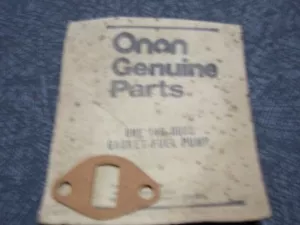 Onan
Genuine
Parts
GASKET-FUEL PUMP